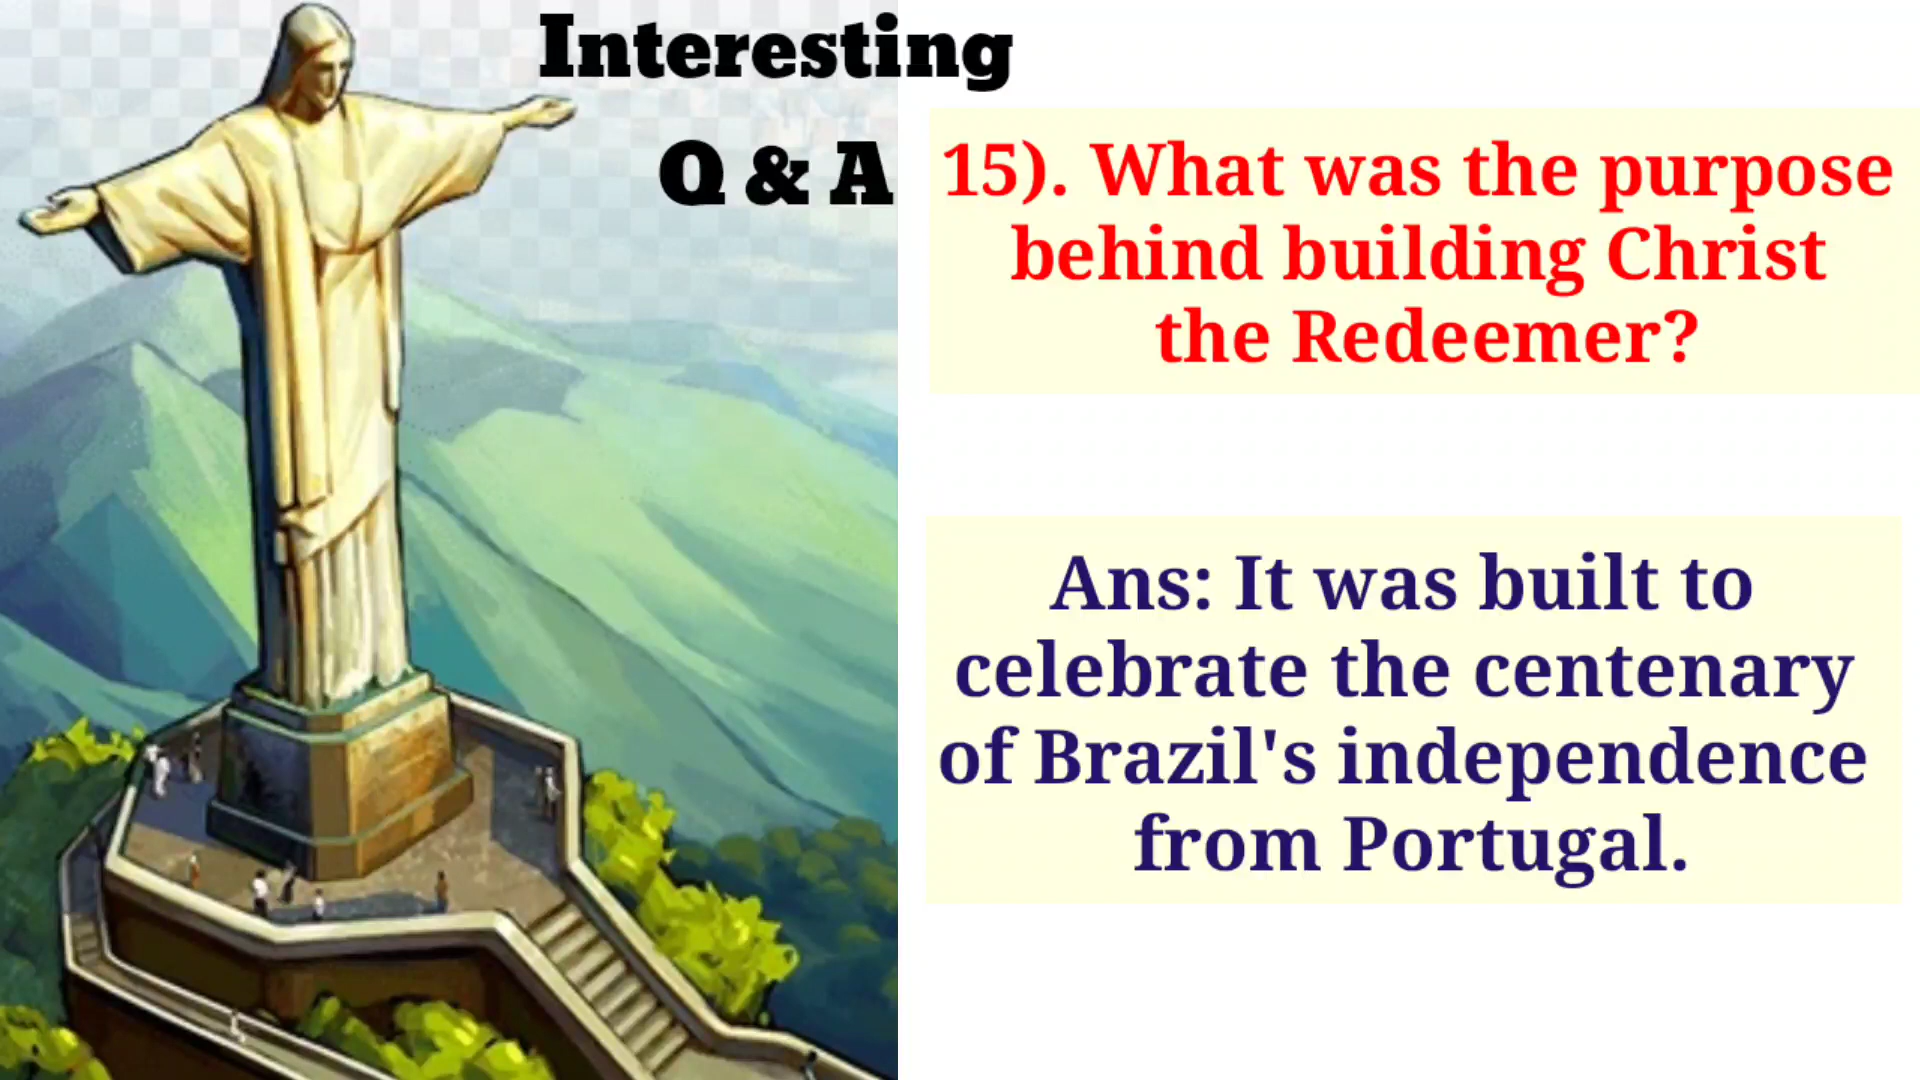 Interesting
Q & A
15). What was the purpose
behind building Christ
the Redeemer?
Ans: It was built to
celebrate the centenary
of Brazil's independence
from Portugal.